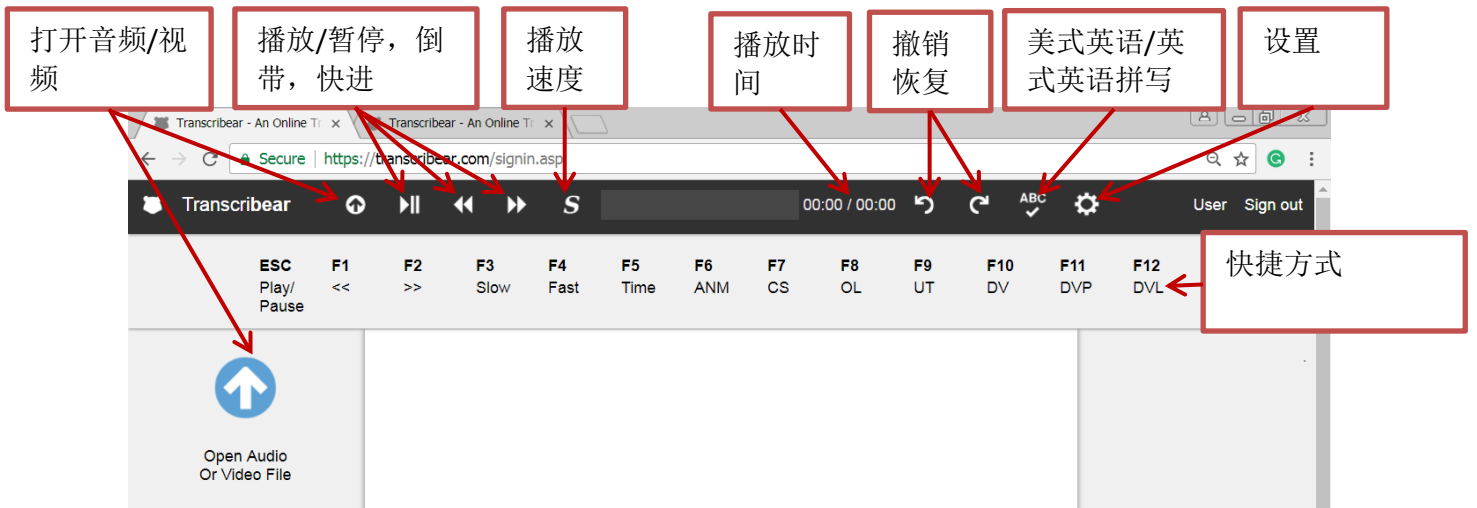 打开音频/视
频
播放/暂停，倒
带，快进
播放
速度
播放时
间
撤销
恢复
美式英语/英
式英语拼写
设置
Transcribear - An Online Tr
Transcribear - An Online Tr
Secure https://transcribear.com/signin.asp
Transcribear
S
00:00 / 00:00
ABC
User Sign out
快捷方式
ESC F1 F2 F3 F4 F5 F6 F7 F8 F9 F10 F11 F12
Play/ << >> Slow Fast Time ANM CS OL UT DV DVP DVL
Pause
Open Audio
Or Video File